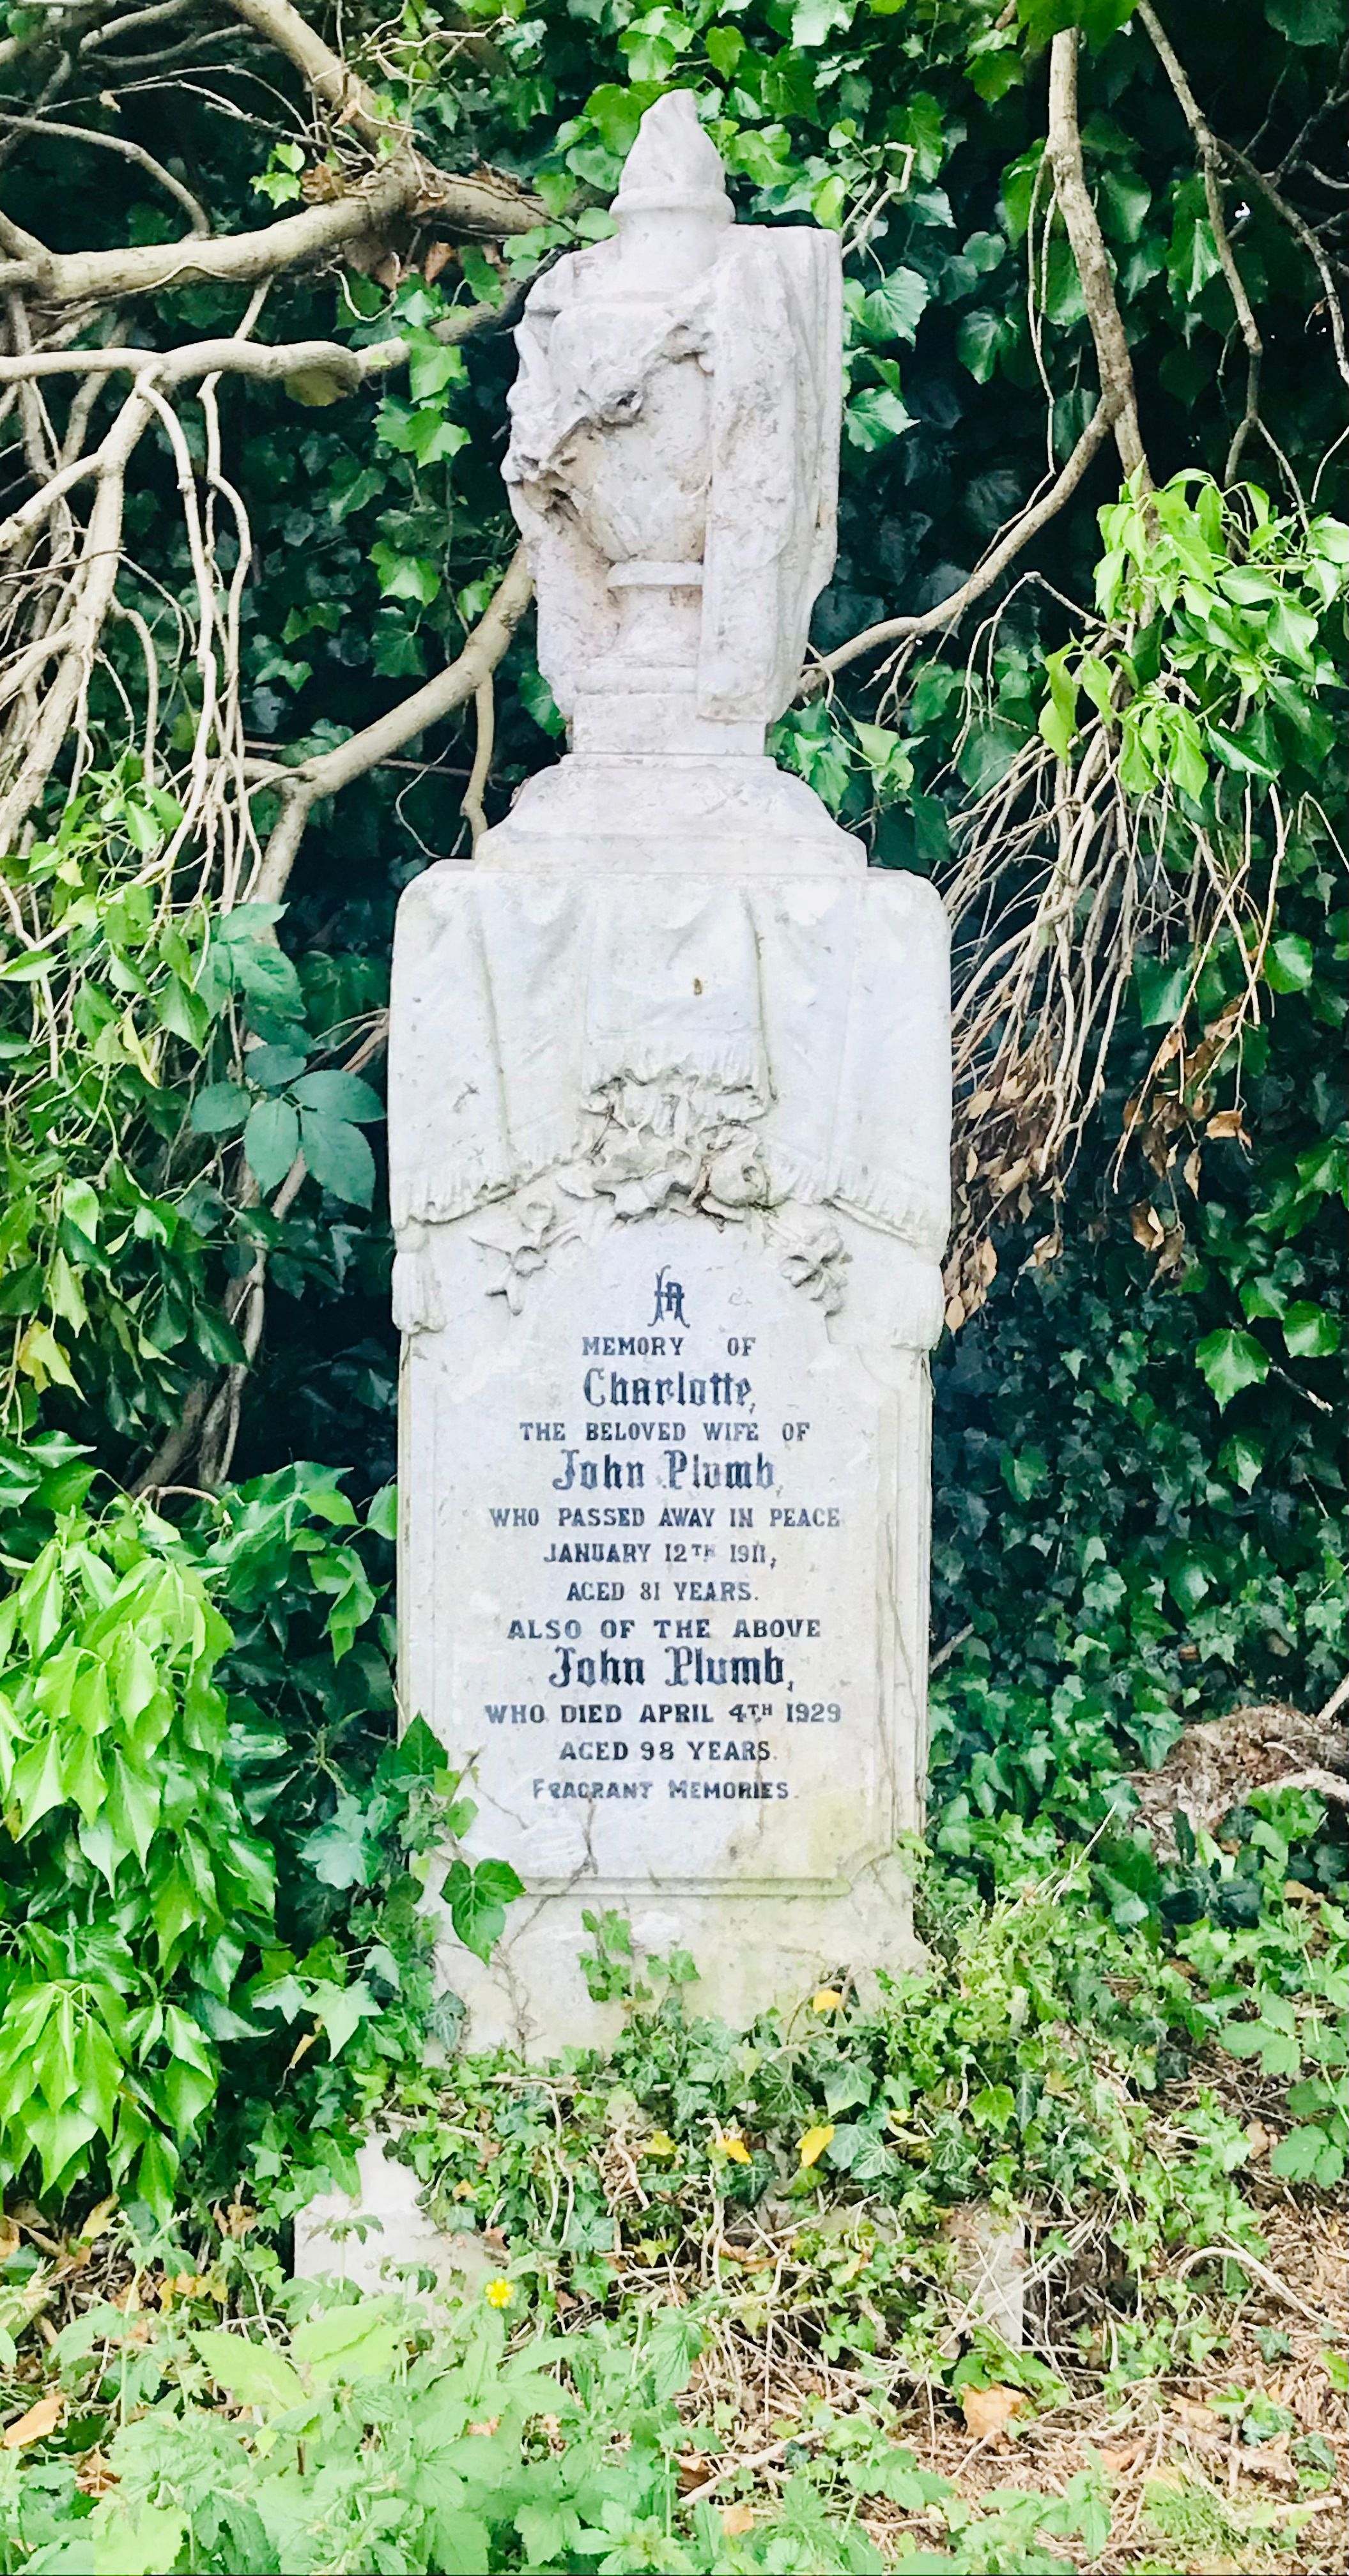 IN
MEMORY OF
Charlotte,
THE BELOVED WIFE OF
John Plumb,
WHO PASSED AWAY IN PEACE
JANUARY 12TH 1911,
AGED 81 YEARS.
ALSO OF THE ABOVE
John Plumb,
WHO DIED APRIL 4TH 1929
AGED 98 YEARS.
FRAGRANT MEMORIES.